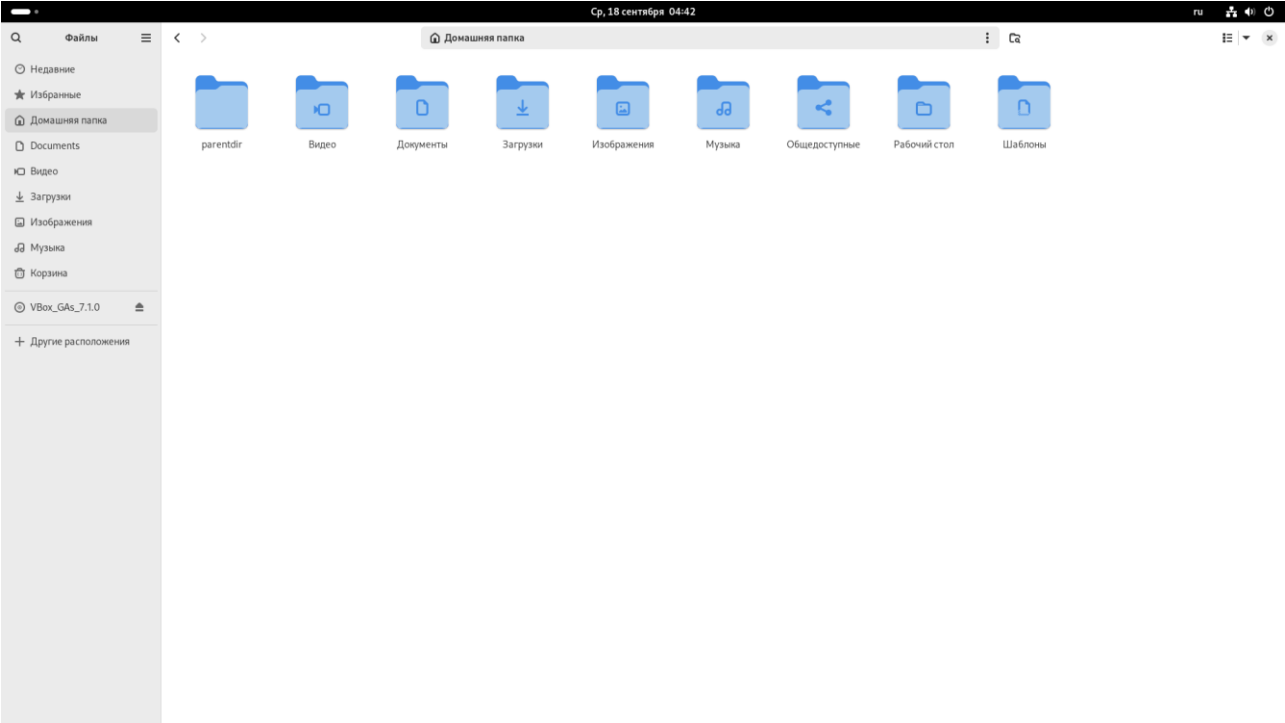 Ср, 18 сентября 04:42
ru
Файлы
Домашняя папка
Недавние
Избранные
Домашняя папка
Documents
Видео
Загрузки
Изображения
Музыка
Корзина
VBox_GAs_7.1.0
Другие расположения
parentdir
Видео
Документы
Загрузки
Изображения
Музыка
Общедоступные
Рабочий стол
Шаблоны